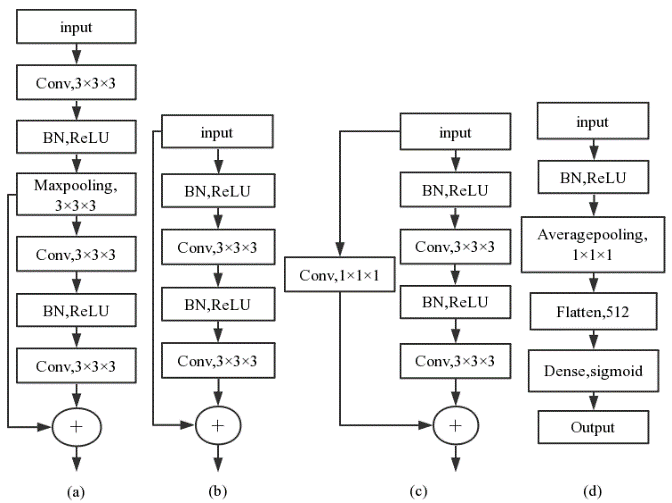 input
Conv,3×3×3
BN,ReLU
Maxpooling,
3×3×3
Conv,3×3×3
BN,ReLU
Conv,3×3×3
+
(a)
input
BN,ReLU
Conv,3×3×3
BN,ReLU
Conv,3×3×3
+
(b)
input
BN,ReLU
Conv,3×3×3
Conv,1×1×1
BN,ReLU
Conv,3×3×3
+
(c)
input
BN,ReLU
Averagepooling,
1×1×1
Flatten,512
Dense,sigmoid
Output
(d)